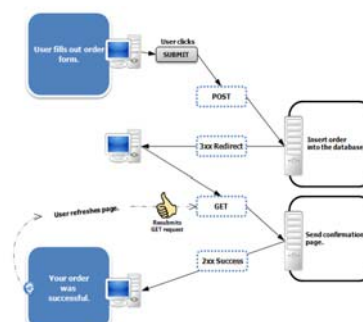 User fills out order
form.
User clicks
SUBMIT
POST
3xx Redirect
Insert order
into the database.
User refreshes page.
Resubmits
GET request
GET
Send confirmation
page.
2xx Success
Your order
was
successful.